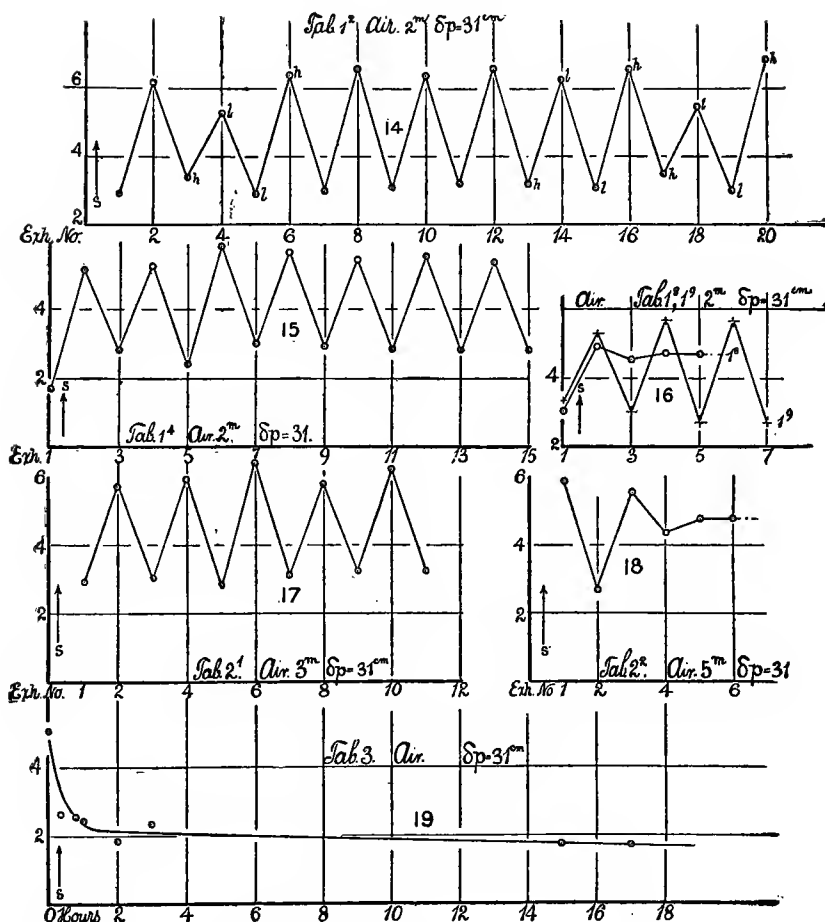 Tab. 1² Air. 2ᵐ δp=31ᶜᵐ
6
4
2
S
h l l h h l l h h l l h
14
Exh. No. 2 4 6 8 10 12 14 16 18 20
4
2
S
15
Tab. 1⁴ Air. 2ᵐ. δp=31.
Exh. 1 3 5 7 9 11 13 15
Air. Tab. 1⁸, 1⁹, 2ᵐ δp=31ᶜᵐ
4
2
S
16
1⁸
1⁹
1 3 5 7
6
4
2
S
17
Tab. 2¹. Air. 3ᵐ δp=31ᶜᵐ
Exh. No. 1 2 4 6 8 10 12
6
4
2
S
18
Tab. 2². Air. 5ᵐ δp=31
Exh. No 1 2 4 6
Tab. 3. Air. δp=31ᶜᵐ
4
2
S
19
0 Hours 2 4 6 8 10 12 14 16 18